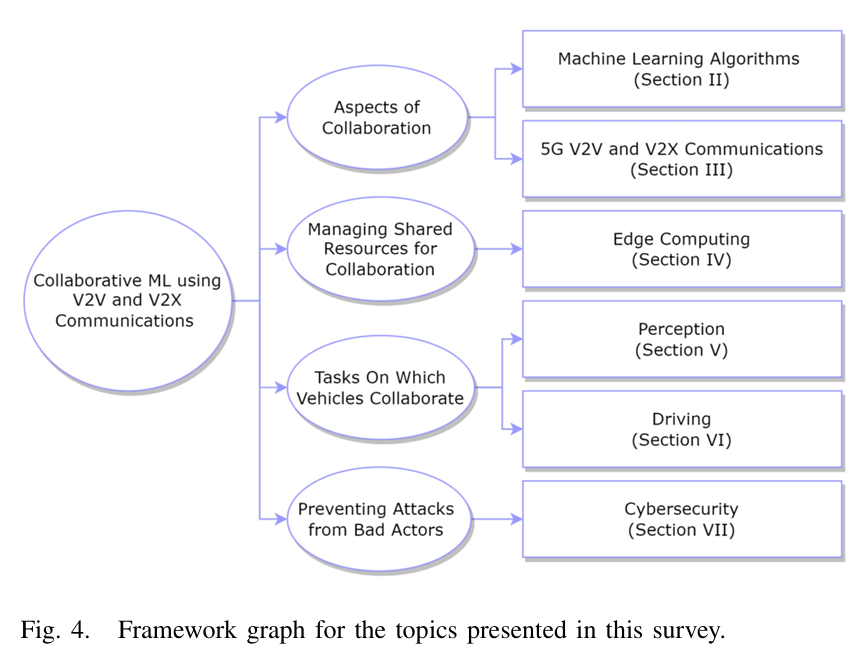 Collaborative ML using
V2V and V2X
Communications
Aspects of
Collaboration
Machine Learning Algorithms
(Section II)
5G V2V and V2X Communications
(Section III)
Managing Shared
Resources for
Collaboration
Edge Computing
(Section IV)
Tasks On Which
Vehicles Collaborate
Perception
(Section V)
Driving
(Section VI)
Preventing Attacks
from Bad Actors
Cybersecurity
(Section VII)
Fig. 4. Framework graph for the topics presented in this survey.